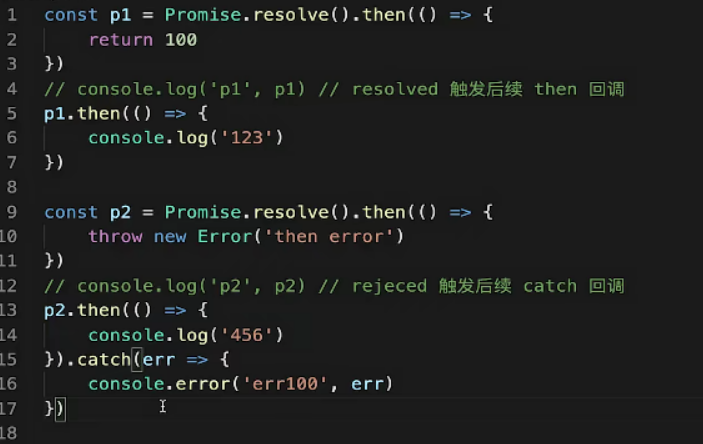 1 const p1 = Promise.resolve().then(() => {
2     return 100
3 })
4 // console.log('p1', p1) // resolved 触发后续 then 回调
5 p1.then(() => {
6     console.log('123')
7 })
8
9 const p2 = Promise.resolve().then(() => {
10     throw new Error('then error')
11 })
12 // console.log('p2', p2) // rejeced 触发后续 catch 回调
13 p2.then(() => {
14     console.log('456')
15 }).catch(err => {
16     console.error('err100', err)
17 })
18